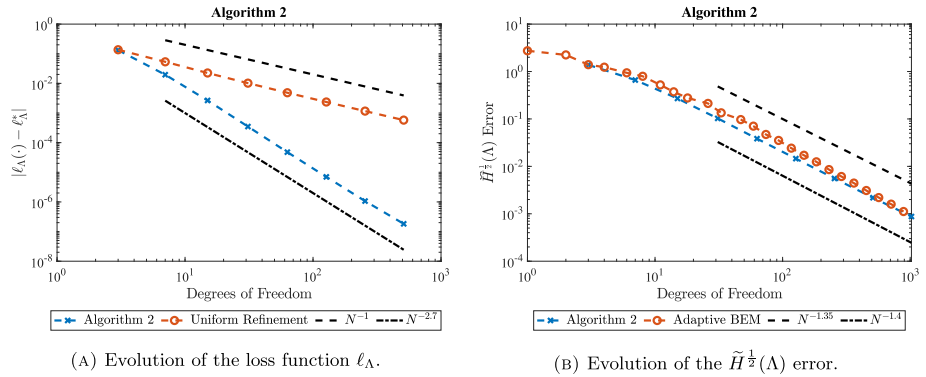 Algorithm 2
|ℓ_Λ(·) − ℓ*_Λ|
10^0
10^-2
10^-4
10^-6
10^-8
10^0 10^1 10^2 10^3
Degrees of Freedom
Algorithm 2 Uniform Refinement N^-1 N^-2.7
(A) Evolution of the loss function ℓ_Λ.
Algorithm 2
H̃^{1/2}(Λ) Error
10^1
10^0
10^-1
10^-2
10^-3
10^-4
10^0 10^1 10^2 10^3
Degrees of Freedom
Algorithm 2 Adaptive BEM N^-1.35 N^-1.4
(B) Evolution of the H̃^{1/2}(Λ) error.